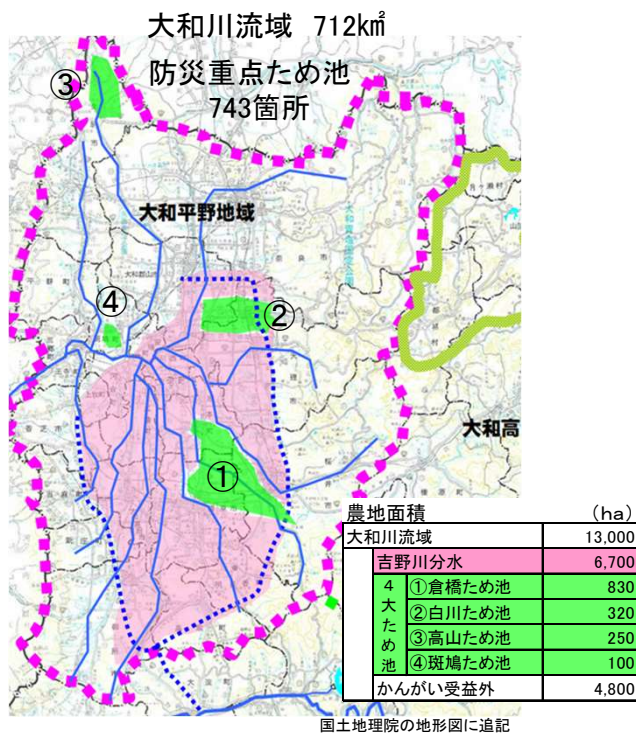 大和川流域 712km²
防災重点ため池
743箇所
③
大和平野地域
④
②
①
大和高
農地面積 (ha)
大和川流域 13,000
吉野川分水 6,700
4大ため池
①倉橋ため池 830
②白川ため池 320
③高山ため池 250
④斑鳩ため池 100
かんがい受益外 4,800
国土地理院の地形図に追記